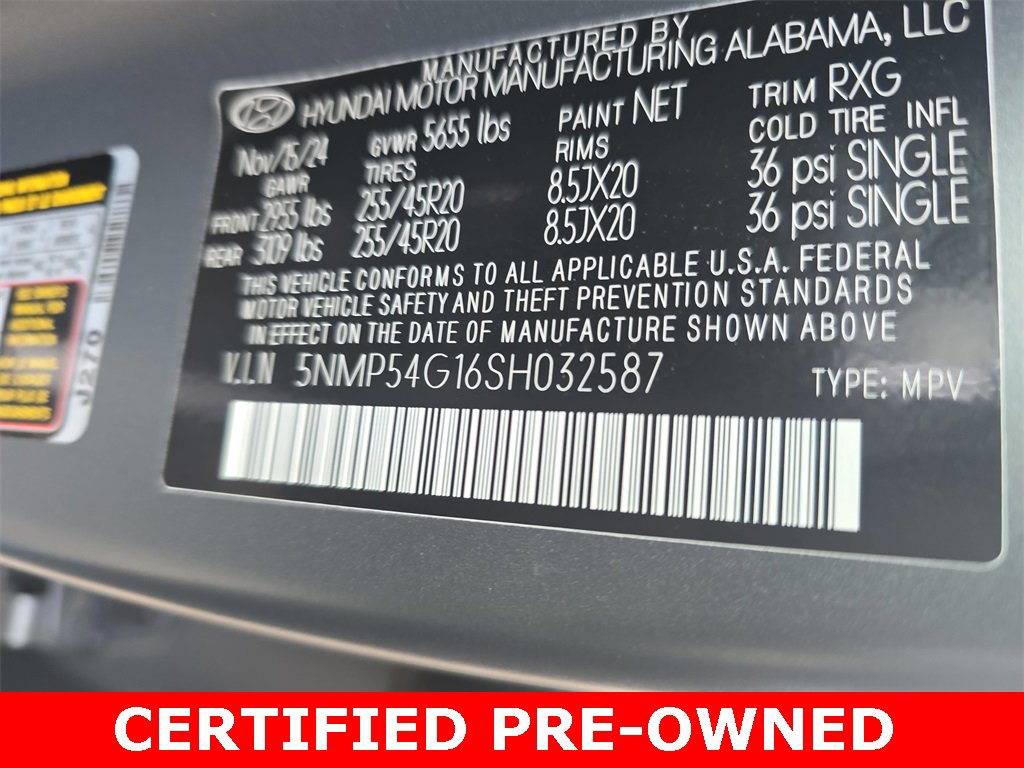 MANUFACTURED BY
HYUNDAI MOTOR MANUFACTURING ALABAMA, LLC
Nov/15/24 GVWR 5655 lbs PAINT NET TRIM RXG
GAWR TIRES RIMS COLD TIRE INFL
FRONT 2955 lbs 255/45R20 8.5JX20 36 psi SINGLE
REAR 3109 lbs 255/45R20 8.5JX20 36 psi SINGLE
THIS VEHICLE CONFORMS TO ALL APPLICABLE U.S.A. FEDERAL
MOTOR VEHICLE SAFETY AND THEFT PREVENTION STANDARDS
IN EFFECT ON THE DATE OF MANUFACTURE SHOWN ABOVE
V.I.N 5NMP54G16SH032587 TYPE: MPV
J270
CERTIFIED PRE-OWNED